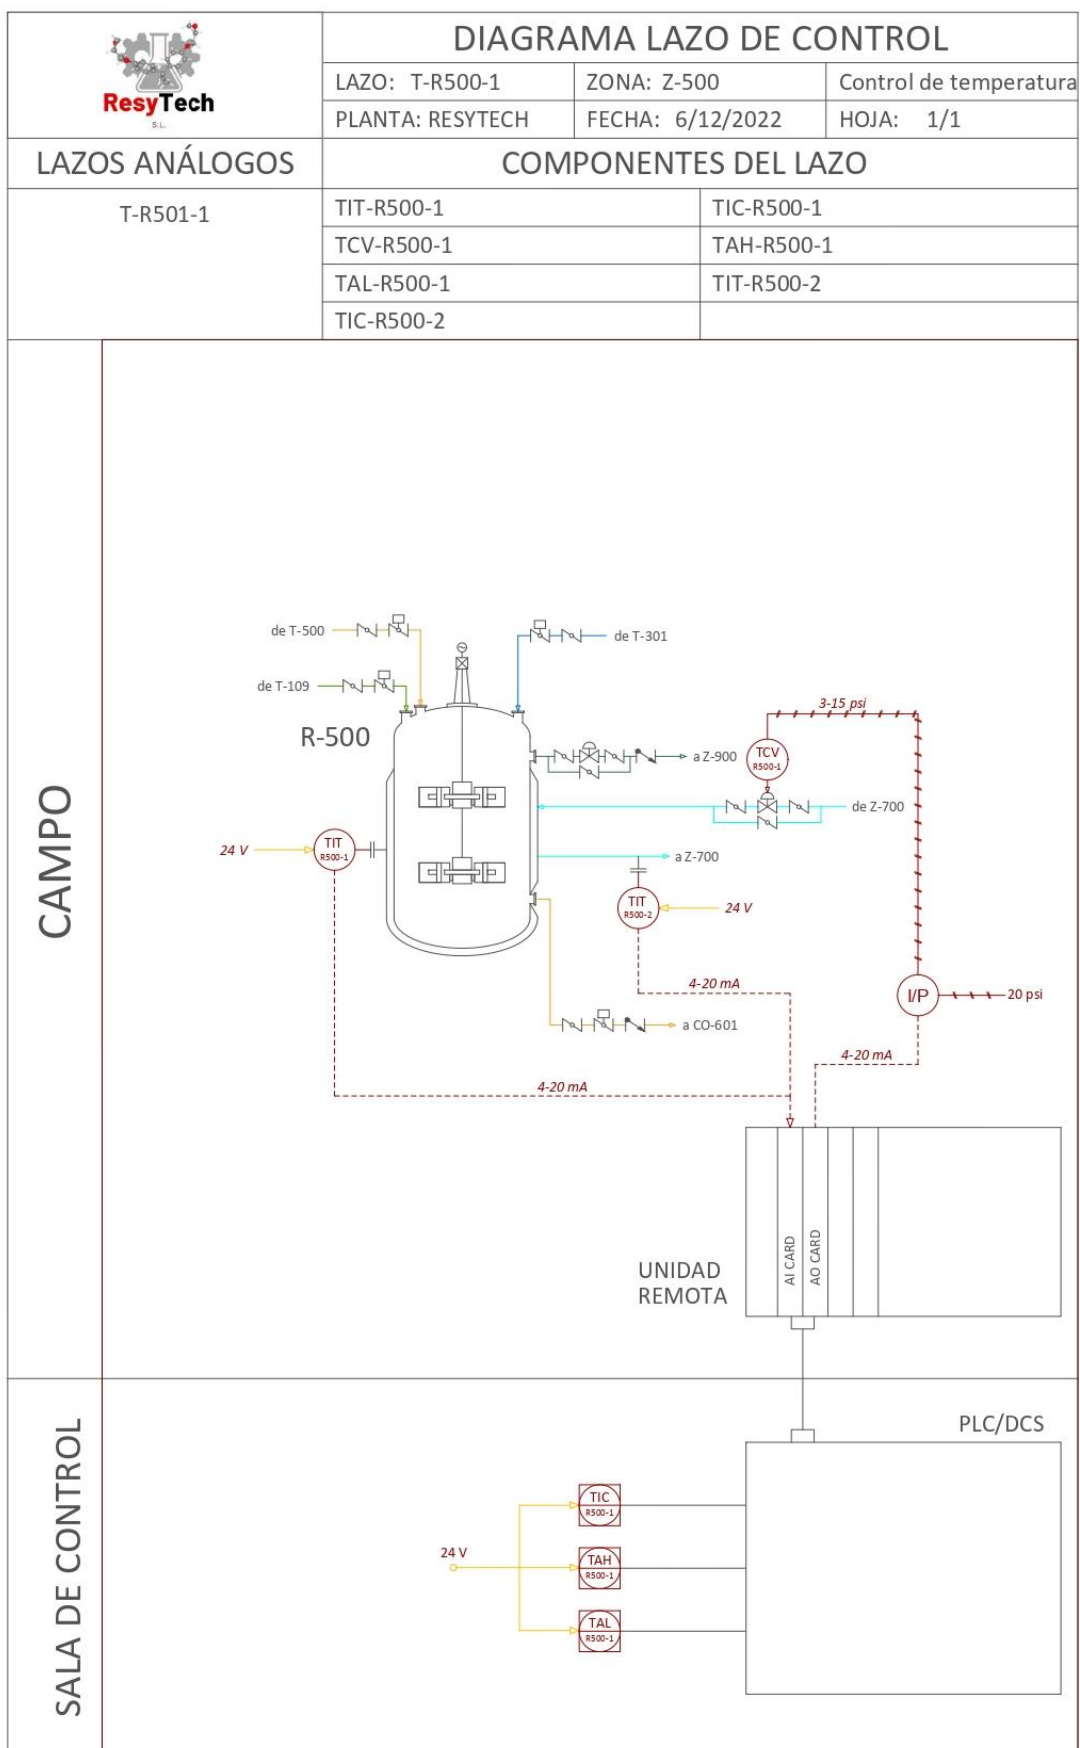 DIAGRAMA LAZO DE CONTROL
ResyTech
S.L.
LAZO: T-R500-1
ZONA: Z-500
Control de temperatura
PLANTA: RESYTECH
FECHA: 6/12/2022
HOJA: 1/1
LAZOS ANÁLOGOS
COMPONENTES DEL LAZO
T-R501-1
TIT-R500-1
TIC-R500-1
TCV-R500-1
TAH-R500-1
TAL-R500-1
TIT-R500-2
TIC-R500-2
CAMPO
de T-500
de T-301
de T-109
R-500
3-15 psi
TCV
R500-1
a Z-900
de Z-700
24 V
TIT
R500-1
a Z-700
TIT
R500-2
24 V
4-20 mA
I/P
20 psi
a CO-601
4-20 mA
4-20 mA
AI CARD
AO CARD
UNIDAD
REMOTA
SALA DE CONTROL
PLC/DCS
TIC
R500-1
24 V
TAH
R500-1
TAL
R500-1